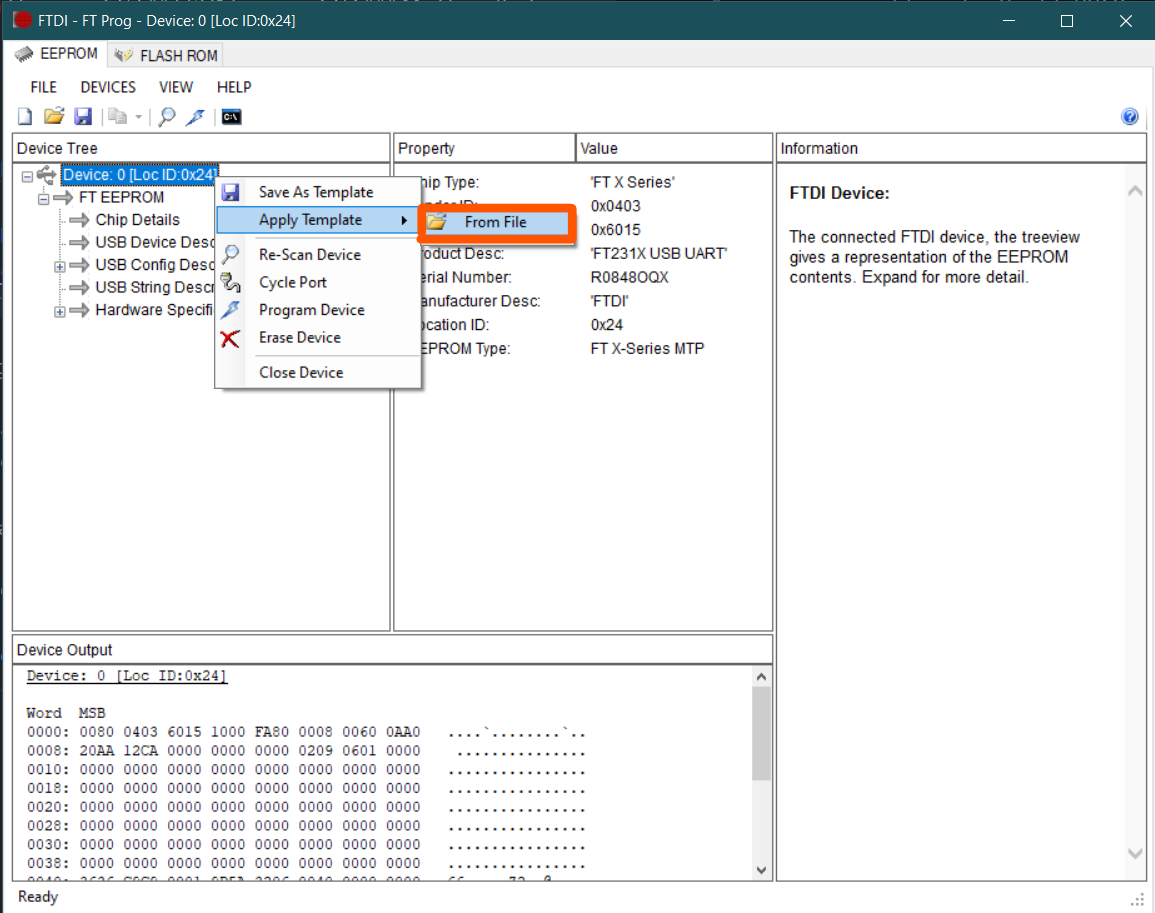 FTDI - FT Prog - Device: 0 [Loc ID:0x24]
EEPROM
FLASH ROM
FILE DEVICES VIEW HELP
C:\
Device Tree
Property
Value
Information
Device: 0 [Loc ID:0x24]
FT EEPROM
Chip Details
USB Device Desc
USB Config Desc
USB String Descr
Hardware Specifi
Save As Template
Apply Template
From File
Re-Scan Device
Cycle Port
Program Device
Erase Device
Close Device
hip Type: 'FT X Series'
0x0403
0x6015
roduct Desc: 'FT231X USB UART'
erial Number: R0848OQX
anufacturer Desc: 'FTDI'
ocation ID: 0x24
EPROM Type: FT X-Series MTP
FTDI Device:
The connected FTDI device, the treeview
gives a representation of the EEPROM
contents. Expand for more detail.
Device Output
Device: 0 [Loc ID:0x24]
Word MSB
0000: 0080 0403 6015 1000 FA80 0008 0060 0AA0 ....`........`..
0008: 20AA 12CA 0000 0000 0000 0209 0601 0000 ...............
0010: 0000 0000 0000 0000 0000 0000 0000 0000 ................
0018: 0000 0000 0000 0000 0000 0000 0000 0000 ................
0020: 0000 0000 0000 0000 0000 0000 0000 0000 ................
0028: 0000 0000 0000 0000 0000 0000 0000 0000 ................
0030: 0000 0000 0000 0000 0000 0000 0000 0000 ................
0038: 0000 0000 0000 0000 0000 0000 0000 0000 ................
Ready